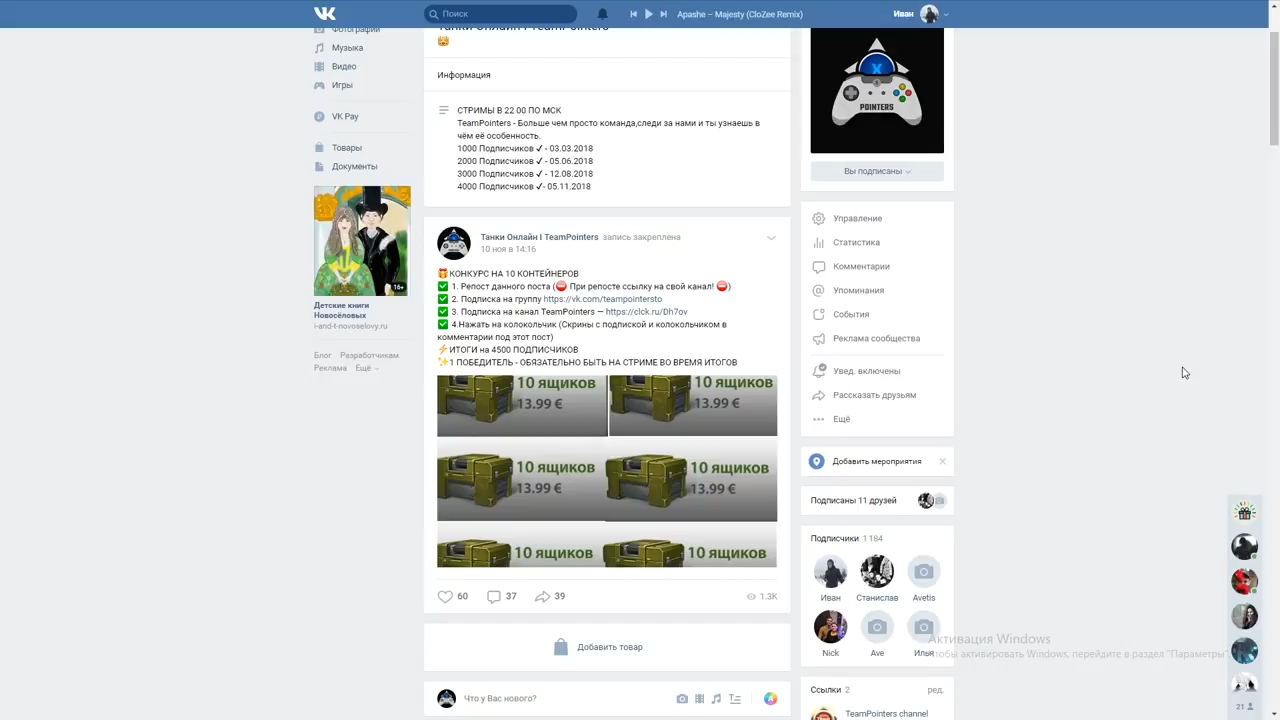 VK
Поиск
Apashe – Majesty (CloZee Remix)
Иван
Танки Онлайн I TeamPointers
Фотографии
Музыка
Видео
Игры
VK Pay
Товары
Документы
16+
Детские книги
Новосёловых
i-and-t-novoselovy.ru
Блог Разработчикам
Реклама Ещё
Информация
СТРИМЫ В 22 00 ПО МСК
TeamPointers - Больше чем просто команда,следи за нами и ты узнаешь в
чём её особенность.
1000 Подписчиков ✓ - 03.03.2018
2000 Подписчиков ✓ - 05.06.2018
3000 Подписчиков ✓ - 12.08.2018
4000 Подписчиков ✓- 05.11.2018
Танки Онлайн I TeamPointers запись закреплена
10 ноя в 14:16
🎁КОНКУРС НА 10 КОНТЕЙНЕРОВ
✅ 1. Репост данного поста (⛔ При репосте ссылку на свой канал! ⛔)
✅ 2. Подписка на группу https://vk.com/teampointersto
✅ 3. Подписка на канал TeamPointers — https://clck.ru/Dh7ov
✅ 4.Нажать на колокольчик (Скрины с подпиской и колокольчиком в
комментарии под этот пост)
⚡ИТОГИ на 4500 ПОДПИСЧИКОВ
✨1 ПОБЕДИТЕЛЬ - ОБЯЗАТЕЛЬНО БЫТЬ НА СТРИМЕ ВО ВРЕМЯ ИТОГОВ
10 ящиков 10 ящиков
13.99 € 13.99 €
10 ящиков 10 ящиков
13.99 € 13.99 €
10 ящиков 10 ящиков
60 37 39 1.3K
Добавить товар
Что у Вас нового?
X
POINTERS
Вы подписаны
Управление
Статистика
Комментарии
Упоминания
События
Реклама сообщества
Увед. включены
Рассказать друзьям
Ещё
Добавить мероприятия
Подписаны 11 друзей
Подписчики 1 184
Иван Станислав Avetis
Nick Ave Илья
Ссылки 2 ред.
TeamPointers channel
Активация Windows
Чтобы активировать Windows, перейдите в раздел "Параметры".
21